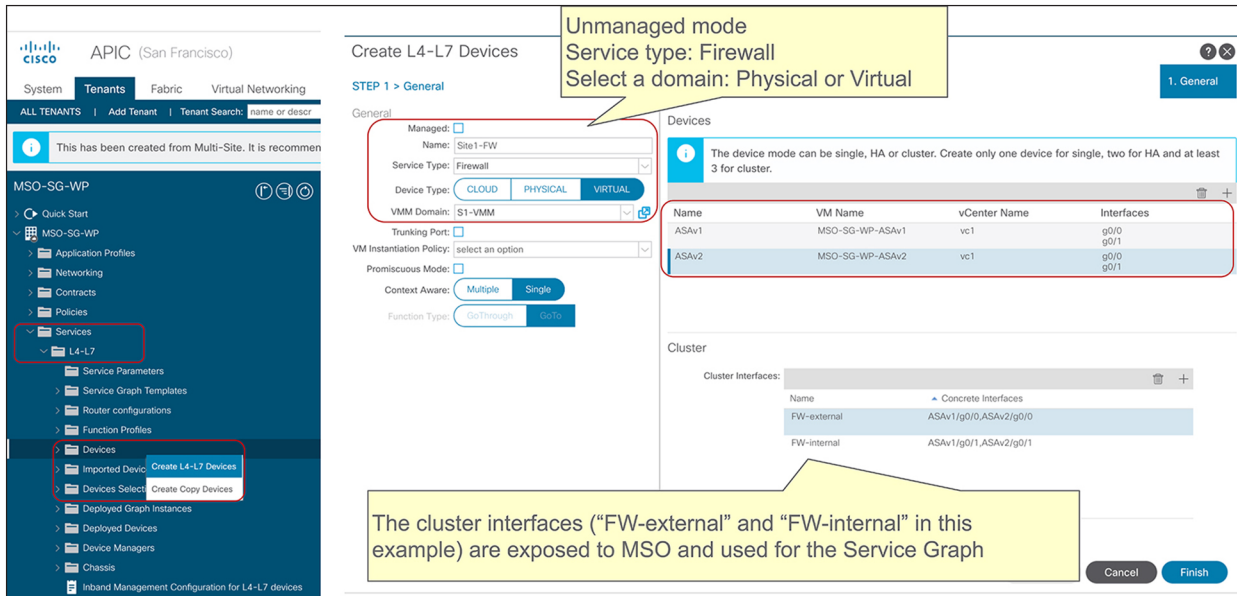 Unmanaged mode
Service type: Firewall
Select a domain: Physical or Virtual
CISCO
APIC (San Francisco)
System Tenants Fabric Virtual Networking
ALL TENANTS | Add Tenant | Tenant Search: name or descr
This has been created from Multi-Site. It is recommen
MSO-SG-WP
Quick Start
MSO-SG-WP
Application Profiles
Networking
Contracts
Policies
Services
L4-L7
Service Parameters
Service Graph Templates
Router configurations
Function Profiles
Devices
Imported Devic
Devices Selecti
Create L4-L7 Devices
Create Copy Devices
Deployed Graph Instances
Deployed Devices
Device Managers
Chassis
Inband Management Configuration for L4-L7 devices
Create L4-L7 Devices
STEP 1 > General
1. General
General
Managed:
Name: Site1-FW
Service Type: Firewall
Device Type: CLOUD PHYSICAL VIRTUAL
VMM Domain: S1-VMM
Trunking Port:
VM Instantiation Policy: select an option
Promiscuous Mode:
Context Aware: Multiple Single
Function Type: GoThrough GoTo
Devices
The device mode can be single, HA or cluster. Create only one device for single, two for HA and at least
3 for cluster.
Name VM Name vCenter Name Interfaces
ASAv1 MSO-SG-WP-ASAv1 vc1 g0/0
g0/1
ASAv2 MSO-SG-WP-ASAv2 vc1 g0/0
g0/1
Cluster
Cluster Interfaces:
Name Concrete Interfaces
FW-external ASAv1/g0/0,ASAv2/g0/0
FW-internal ASAv1/g0/1,ASAv2/g0/1
The cluster interfaces (“FW-external” and “FW-internal” in this
example) are exposed to MSO and used for the Service Graph
Cancel Finish